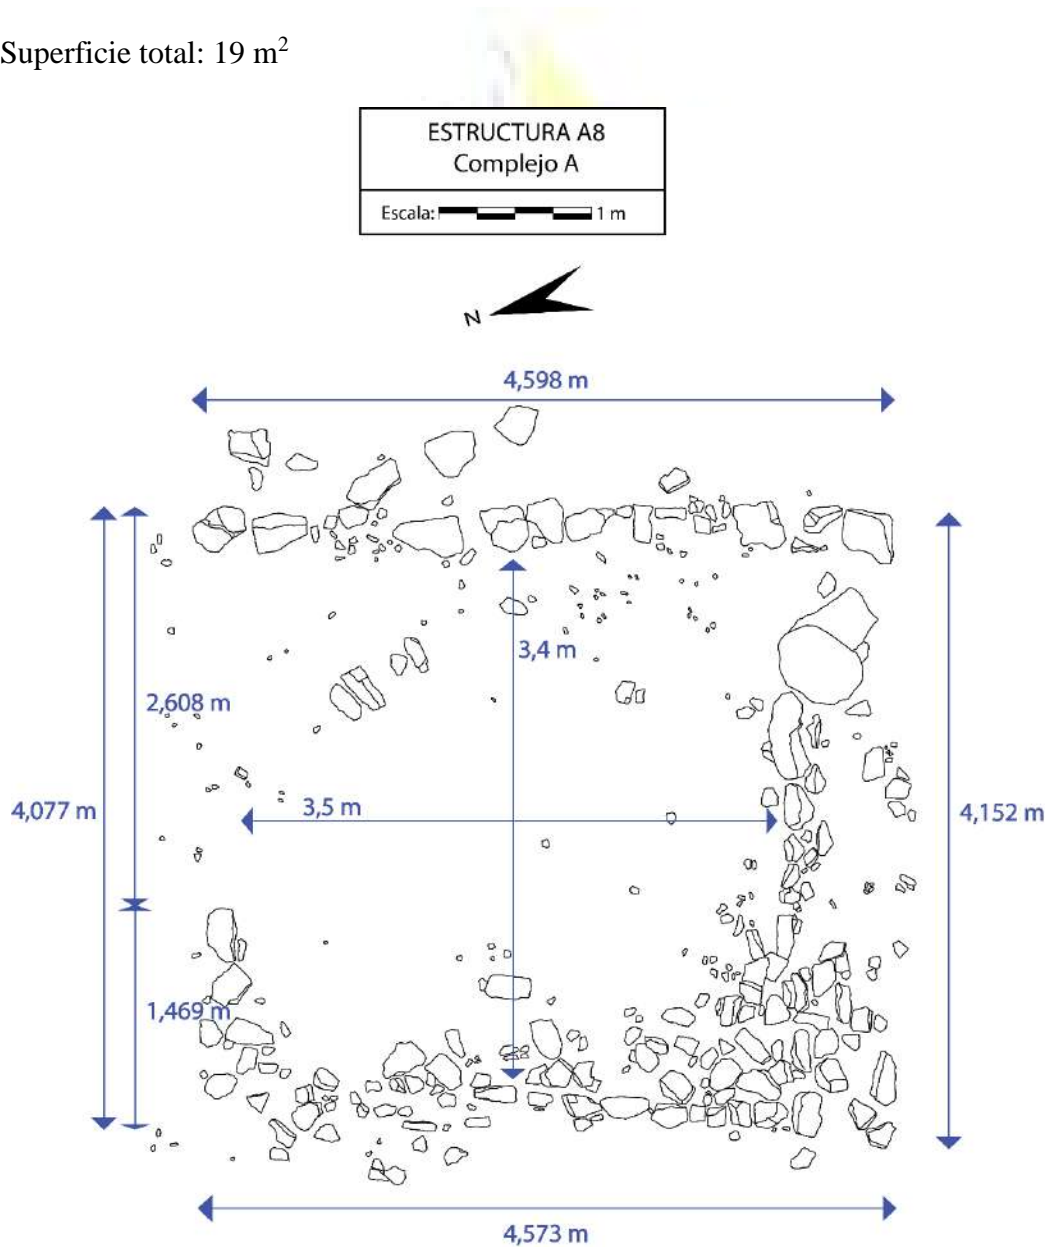 Superficie total: 19 m²
ESTRUCTURA A8
Complejo A
Escala: 1 m
N
4,598 m
3,4 m
2,608 m
3,5 m
4,077 m
4,152 m
1,469 m
4,573 m